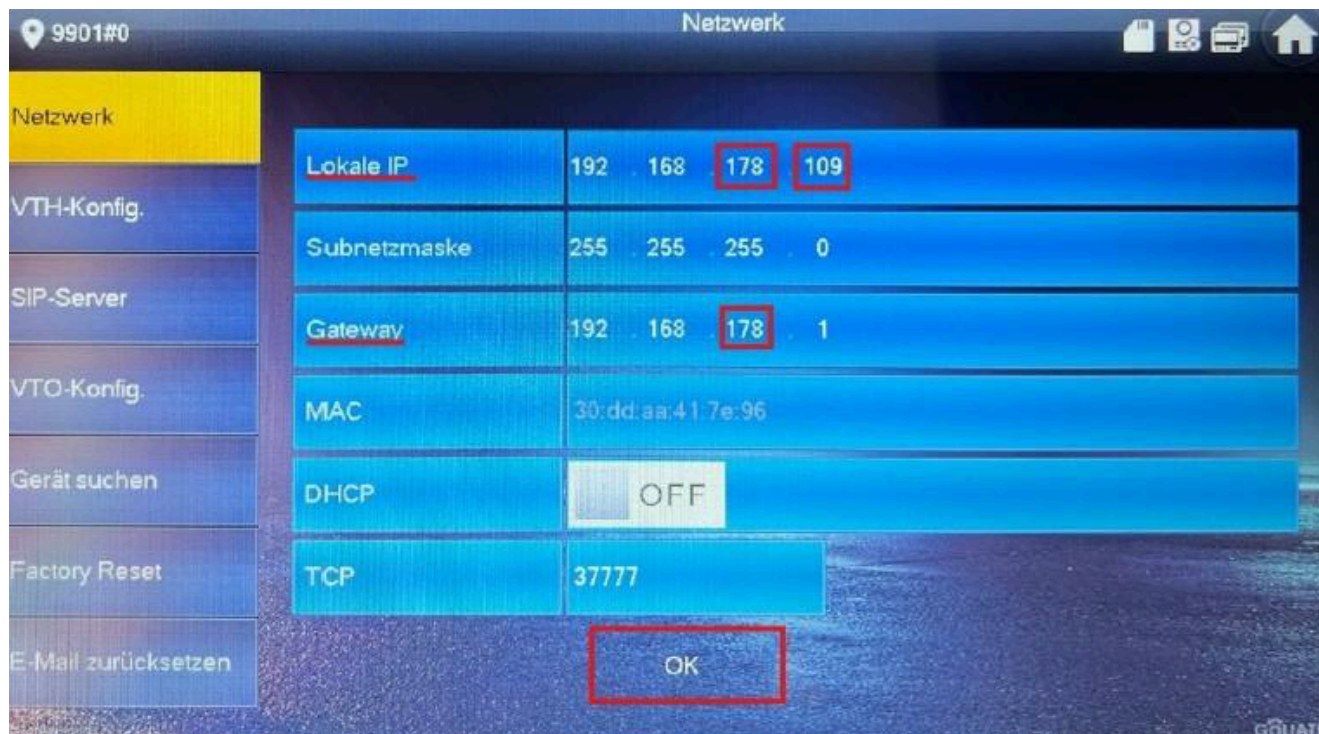 9901#0
Netzwerk
Netzwerk
VTH-Konfig.
SIP-Server
VTO-Konfig.
Gerät suchen
Factory Reset
E-Mail zurücksetzen
Lokale IP 192 . 168 . 178 . 109
Subnetzmaske 255 . 255 . 255 . 0
Gateway 192 . 168 . 178 . 1
MAC 30:dd:aa:41:7e:96
DHCP OFF
TCP 37777
OK